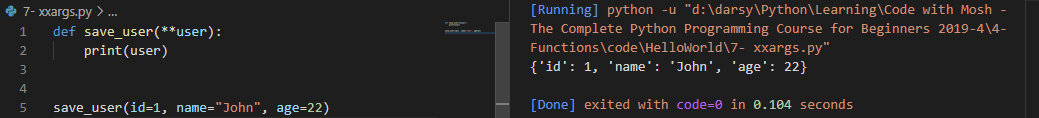 7- xxargs.py > ...
1 def save_user(**user):
2     print(user)
3
4
5 save_user(id=1, name="John", age=22)
[Running] python -u "d:\darsy\Python\Learning\Code with Mosh -
The Complete Python Programming Course for Beginners 2019-4\4-
Functions\code\HelloWorld\7- xxargs.py"
{'id': 1, 'name': 'John', 'age': 22}
[Done] exited with code=0 in 0.104 seconds